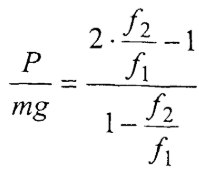 P/mg = (2 · f₂/f₁ − 1)/(1 − f₂/f₁)